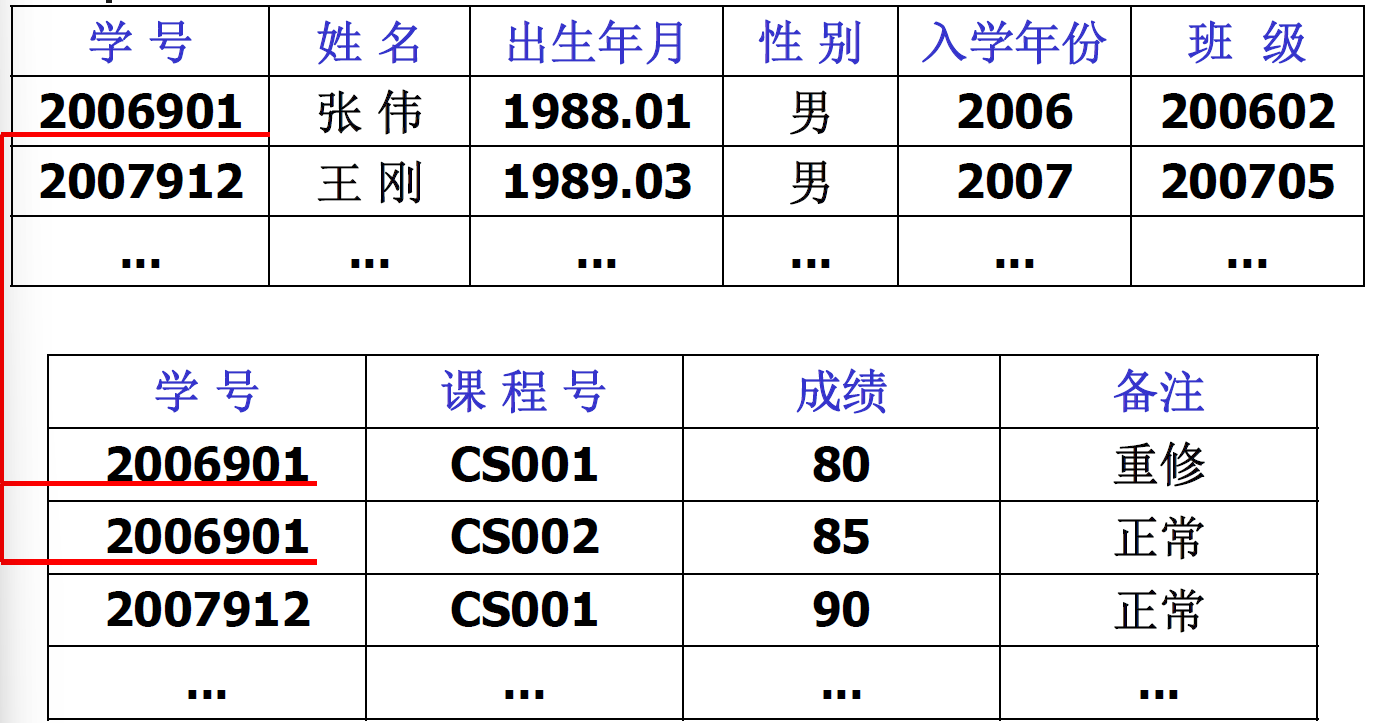 学 号 姓 名 出生年月 性 别 入学年份 班 级
2006901 张 伟 1988.01 男 2006 200602
2007912 王 刚 1989.03 男 2007 200705
... ... ... ... ... ...
学 号 课 程 号 成绩 备注
2006901 CS001 80 重修
2006901 CS002 85 正常
2007912 CS001 90 正常
... ... ... ...